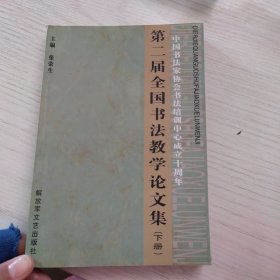 中国书法家协会书法培训中心成立十周年
第二届全国书法教学论文集(下册)
主编 张荣生
解放军文艺出版社
DIERJIEQUANGUOSHUFAJIAOXUELUNWENJI